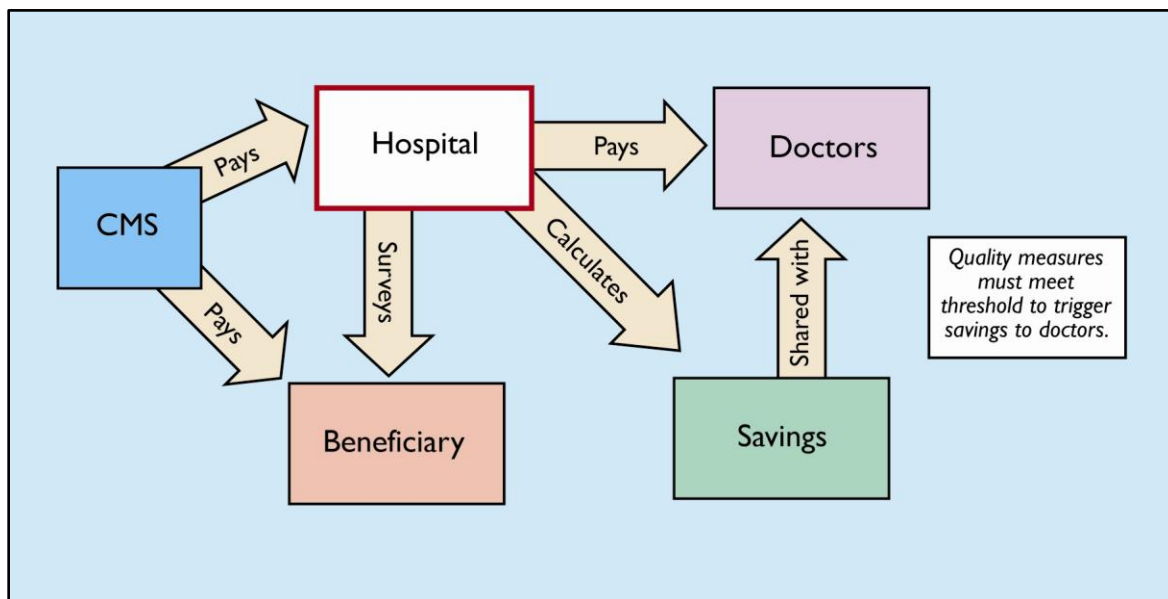 Hospital
Pays
Doctors
Pays
CMS
Surveys
Calculates
Shared with
Quality measures
must meet
threshold to trigger
savings to doctors.
Pays
Beneficiary
Savings